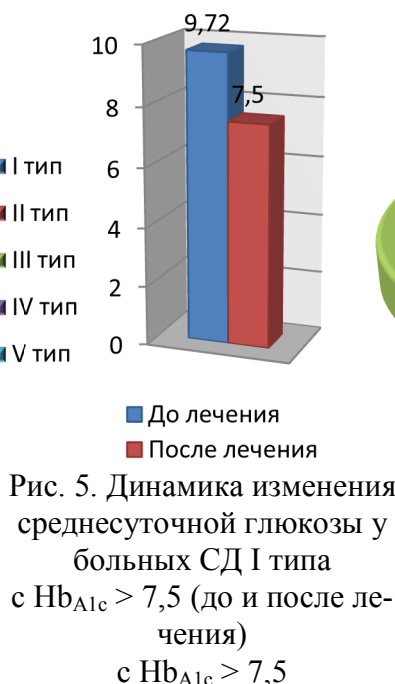 9,72
7,5
10
8
6
4
2
0
I тип
II тип
III тип
IV тип
V тип
До лечения
После лечения
Рис. 5. Динамика изменения
среднесуточной глюкозы у
больных СД I типа
с HbA1c > 7,5 (до и после ле-
чения)
с HbA1c > 7,5